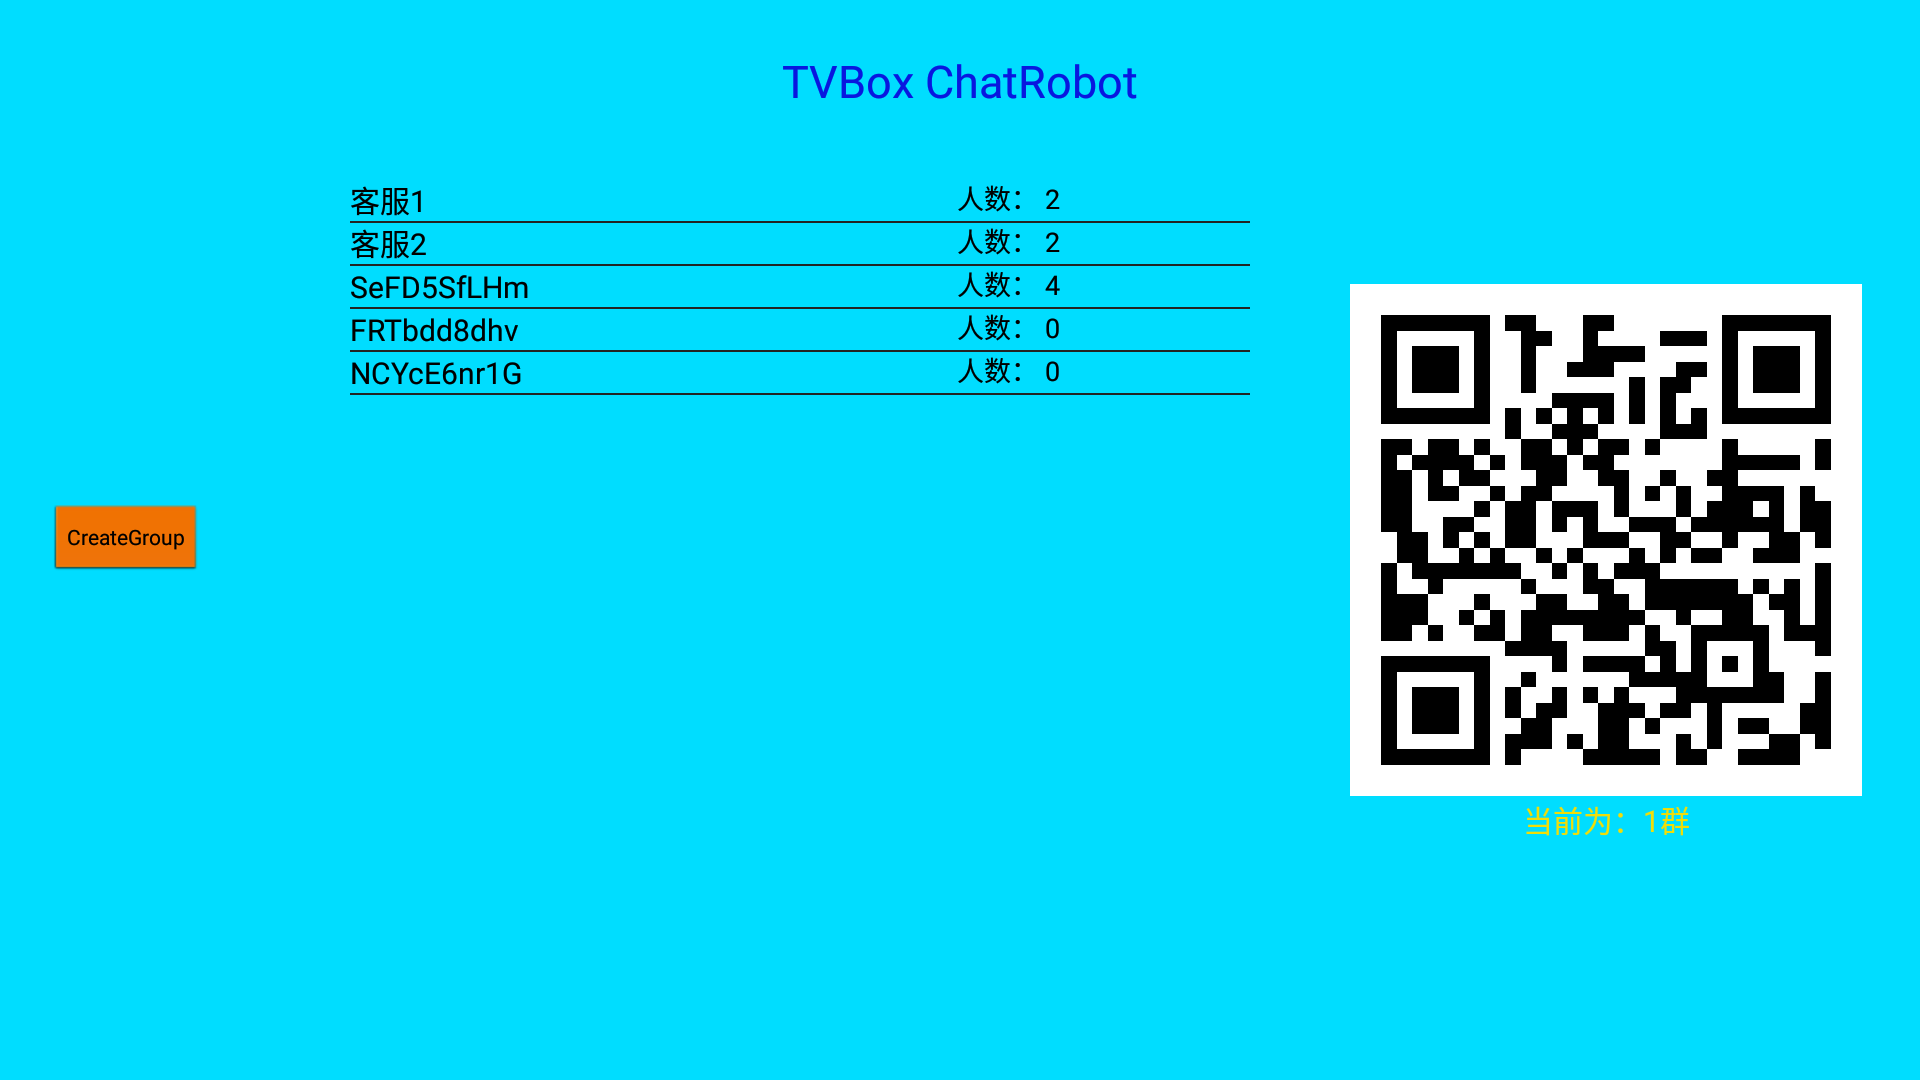 TVBox ChatRobot
客服1 人数： 2
客服2 人数： 2
SeFD5SfLHm 人数： 4
FRTbdd8dhv 人数： 0
NCYcE6nr1G 人数： 0
CreateGroup
当前为：1群